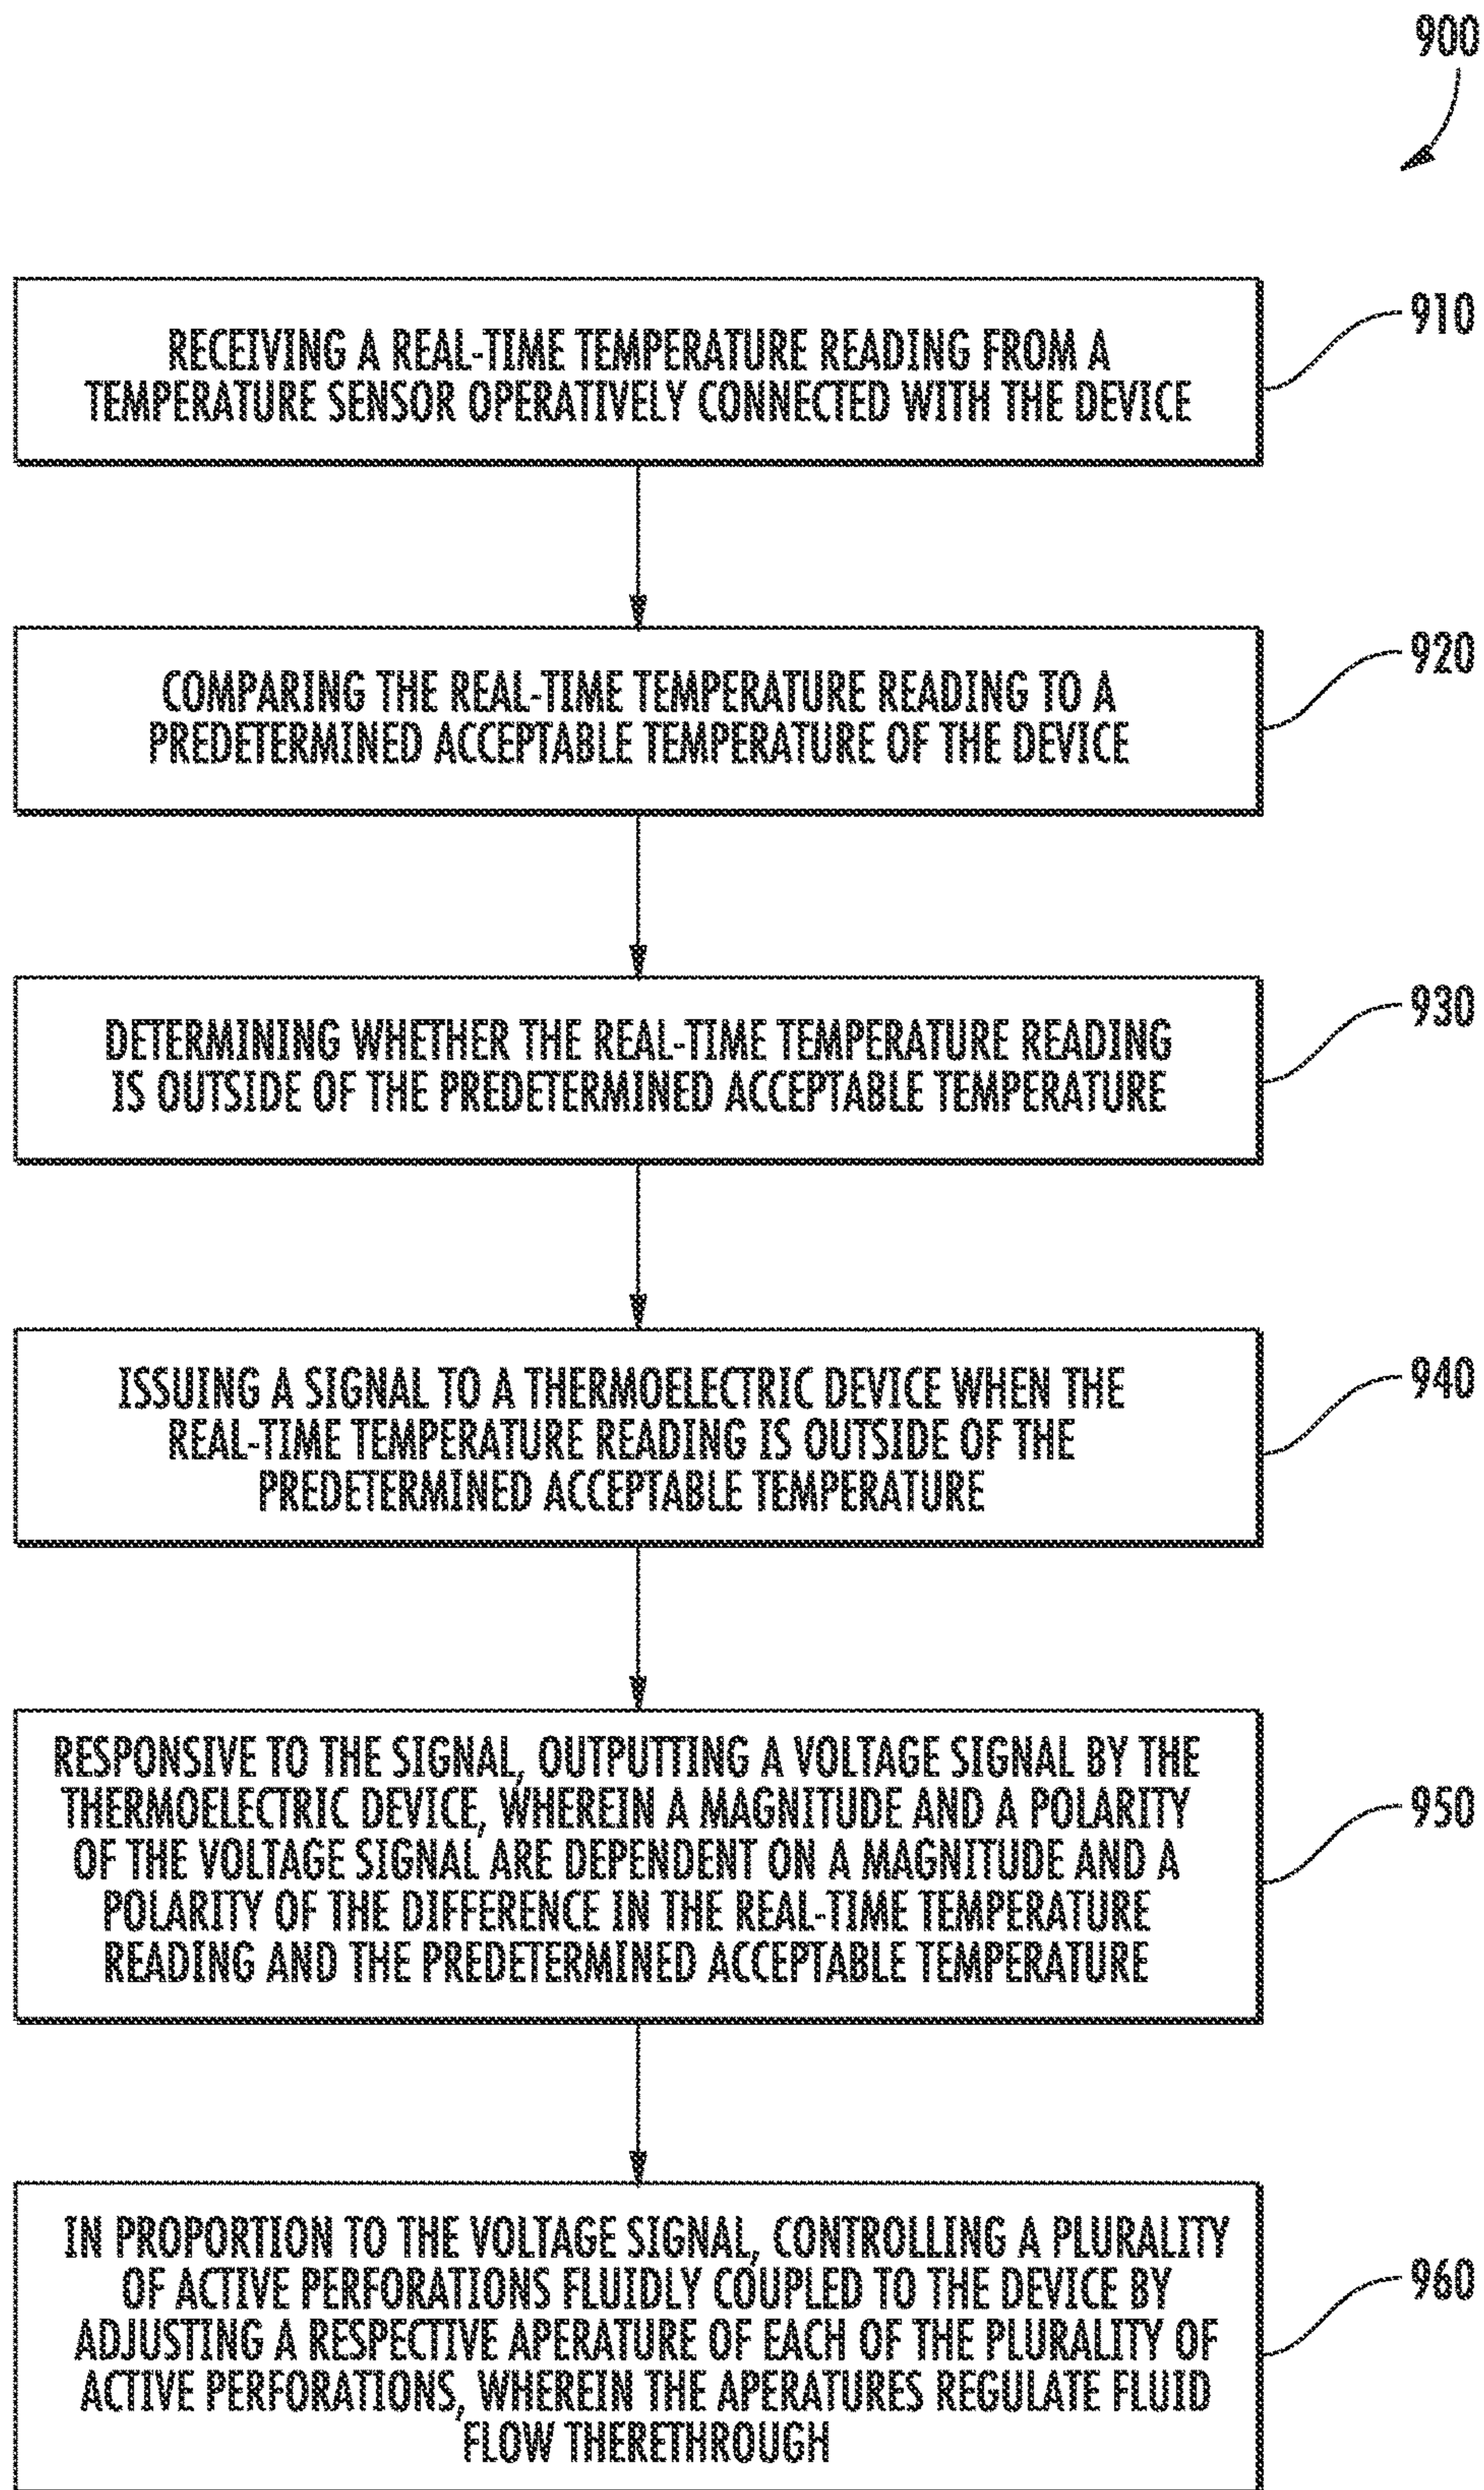 900
RECEIVING A REAL-TIME TEMPERATURE READING FROM A
TEMPERATURE SENSOR OPERATIVELY CONNECTED WITH THE DEVICE
910
COMPARING THE REAL-TIME TEMPERATURE READING TO A
PREDETERMINED ACCEPTABLE TEMPERATURE OF THE DEVICE
920
DETERMINING WHETHER THE REAL-TIME TEMPERATURE READING
IS OUTSIDE OF THE PREDETERMINED ACCEPTABLE TEMPERATURE
930
ISSUING A SIGNAL TO A THERMOELECTRIC DEVICE WHEN THE
REAL-TIME TEMPERATURE READING IS OUTSIDE OF THE
PREDETERMINED ACCEPTABLE TEMPERATURE
940
RESPONSIVE TO THE SIGNAL, OUTPUTTING A VOLTAGE SIGNAL BY THE
THERMOELECTRIC DEVICE, WHEREIN A MAGNITUDE AND A POLARITY
OF THE VOLTAGE SIGNAL ARE DEPENDENT ON A MAGNITUDE AND A
POLARITY OF THE DIFFERENCE IN THE REAL-TIME TEMPERATURE
READING AND THE PREDETERMINED ACCEPTABLE TEMPERATURE
950
IN PROPORTION TO THE VOLTAGE SIGNAL, CONTROLLING A PLURALITY
OF ACTIVE PERFORATIONS FLUIDLY COUPLED TO THE DEVICE BY
ADJUSTING A RESPECTIVE APERATURE OF EACH OF THE PLURALITY OF
ACTIVE PERFORATIONS, WHEREIN THE APERATURES REGULATE FLUID
FLOW THERETHROUGH
960